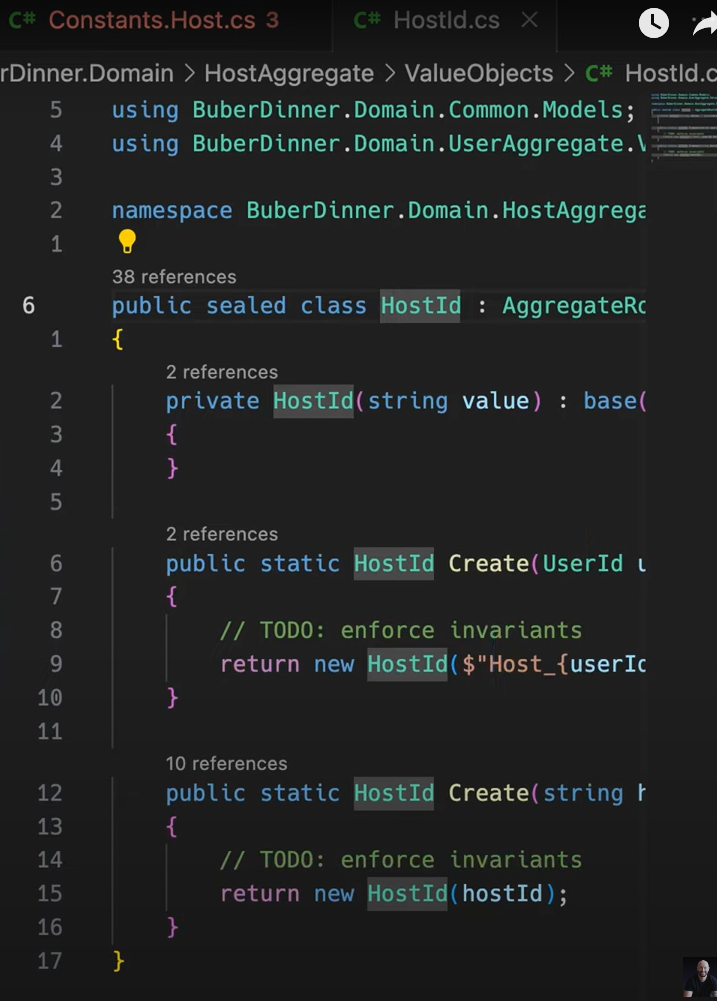 C# Constants.Host.cs 3 C# HostId.cs
rDinner.Domain > HostAggregate > ValueObjects > C# HostId.c
5 using BuberDinner.Domain.Common.Models;
4 using BuberDinner.Domain.UserAggregate.V
3
2 namespace BuberDinner.Domain.HostAggrega
1
38 references
6 public sealed class HostId : AggregateRo
1 {
2 references
2 private HostId(string value) : base(
3 {
4 }
5
2 references
6 public static HostId Create(UserId u
7 {
8 // TODO: enforce invariants
9 return new HostId($"Host_{userId
10 }
11
10 references
12 public static HostId Create(string h
13 {
14 // TODO: enforce invariants
15 return new HostId(hostId);
16 }
17 }